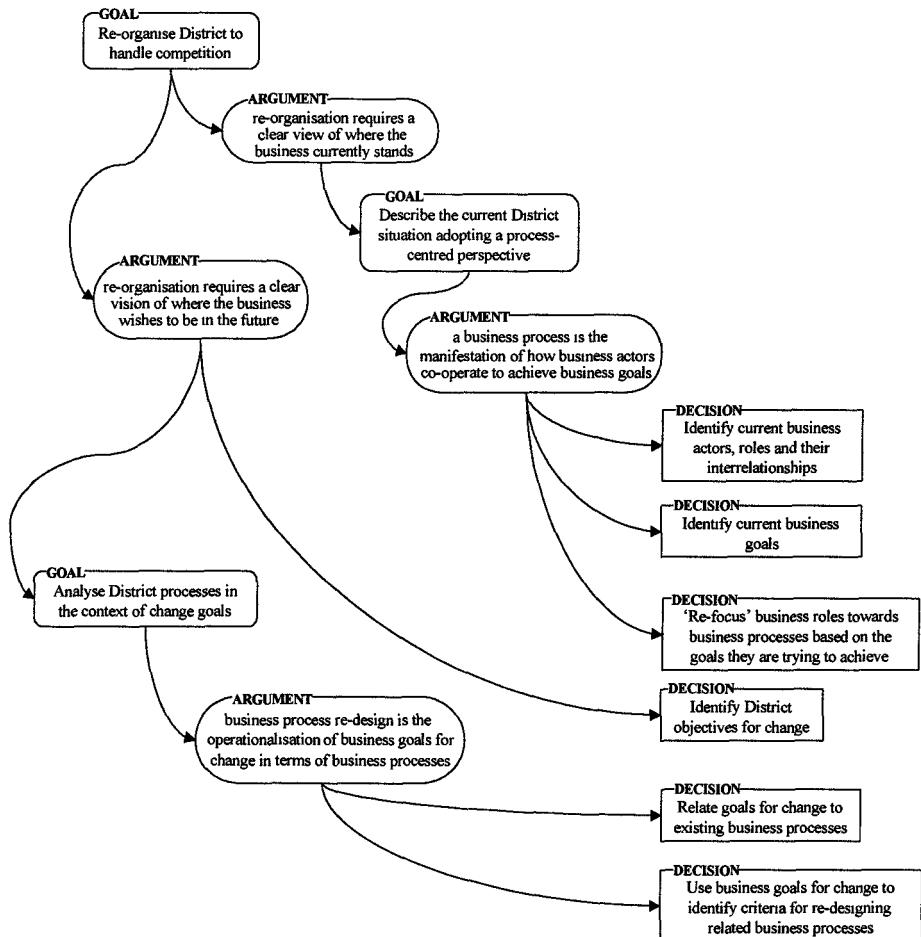 GOAL
Re-organise District to
handle competition
ARGUMENT
re-organisation requires a
clear view of where the
business currently stands
GOAL
Describe the current District
situation adopting a process-
centred perspective
ARGUMENT
re-organisation requires a clear
vision of where the business
wishes to be in the future
ARGUMENT
a business process is the
manifestation of how business actors
co-operate to achieve business goals
DECISION
Identify current business
actors, roles and their
interrelationships
DECISION
Identify current business
goals
GOAL
Analyse District processes in
the context of change goals
DECISION
'Re-focus' business roles towards
business processes based on the
goals they are trying to achieve
DECISION
Identify District
objectives for change
ARGUMENT
business process re-design is the
operationalisation of business goals for
change in terms of business processes
DECISION
Relate goals for change to
existing business processes
DECISION
Use business goals for change to
identify criteria for re-designing
related business processes